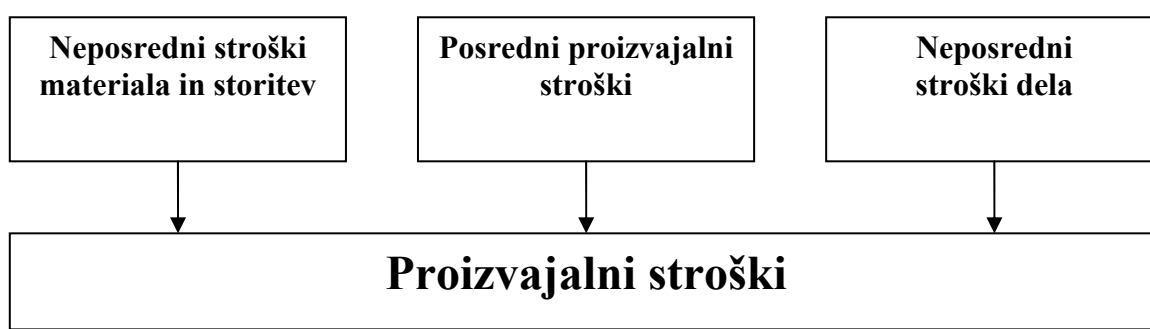 Neposredni stroški
materiala in storitev
Posredni proizvajalni
stroški
Neposredni
stroški dela
Proizvajalni stroški